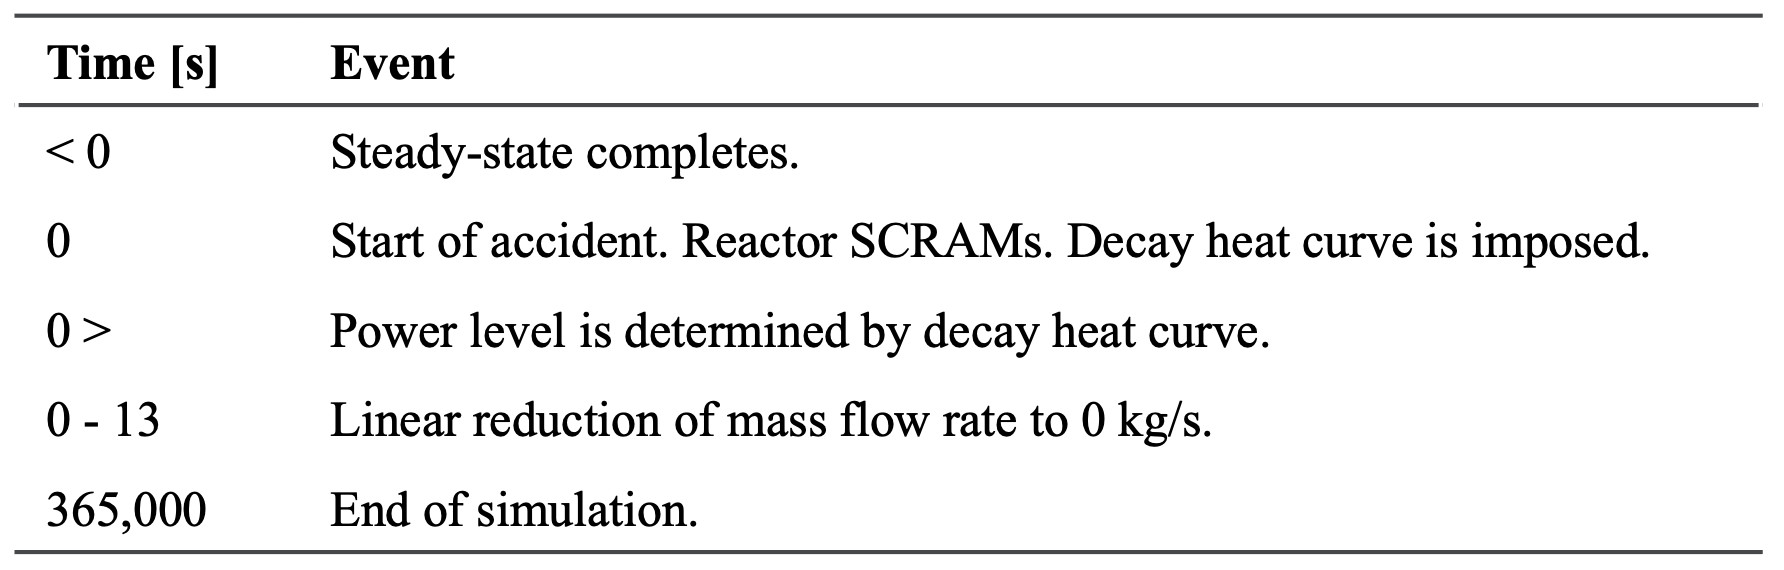 Time [s] Event
< 0 Steady-state completes.
0 Start of accident. Reactor SCRAMs. Decay heat curve is imposed.
0 > Power level is determined by decay heat curve.
0 - 13 Linear reduction of mass flow rate to 0 kg/s.
365,000 End of simulation.